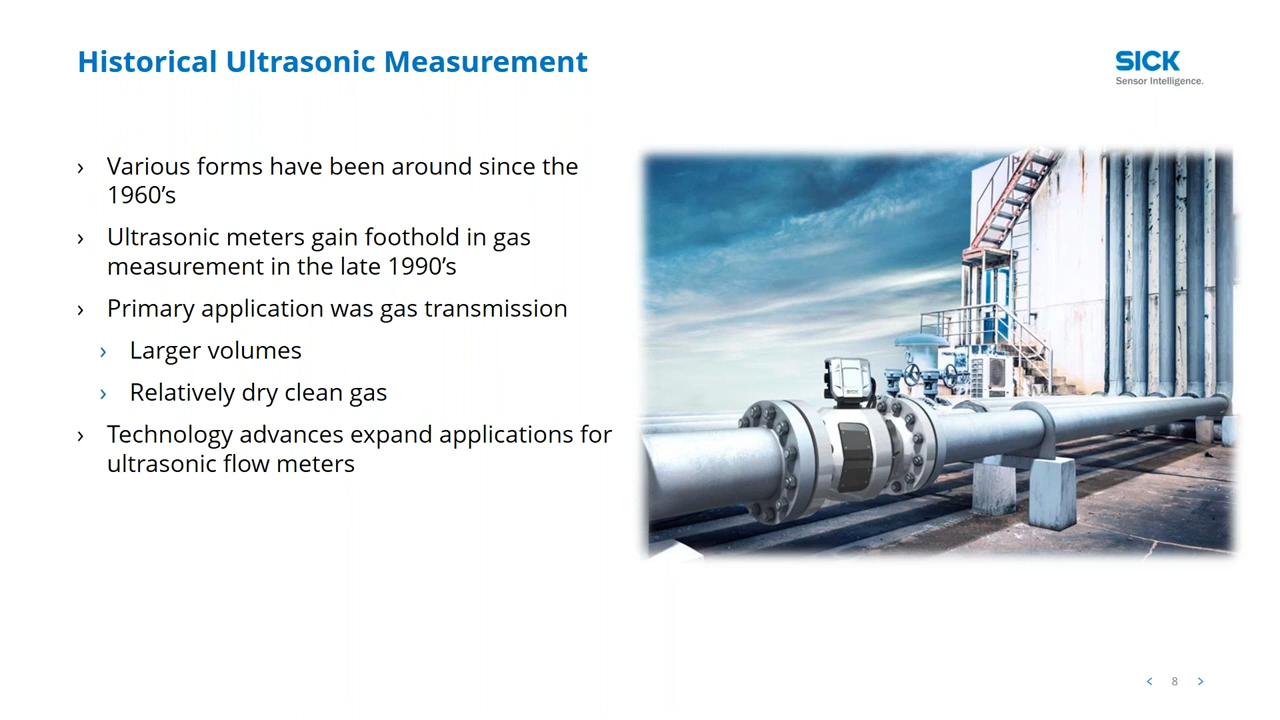 Historical Ultrasonic Measurement
SICK
Sensor Intelligence.
› Various forms have been around since the
1960’s
› Ultrasonic meters gain foothold in gas
measurement in the late 1990’s
› Primary application was gas transmission
› Larger volumes
› Relatively dry clean gas
› Technology advances expand applications for
ultrasonic flow meters
< 8 >